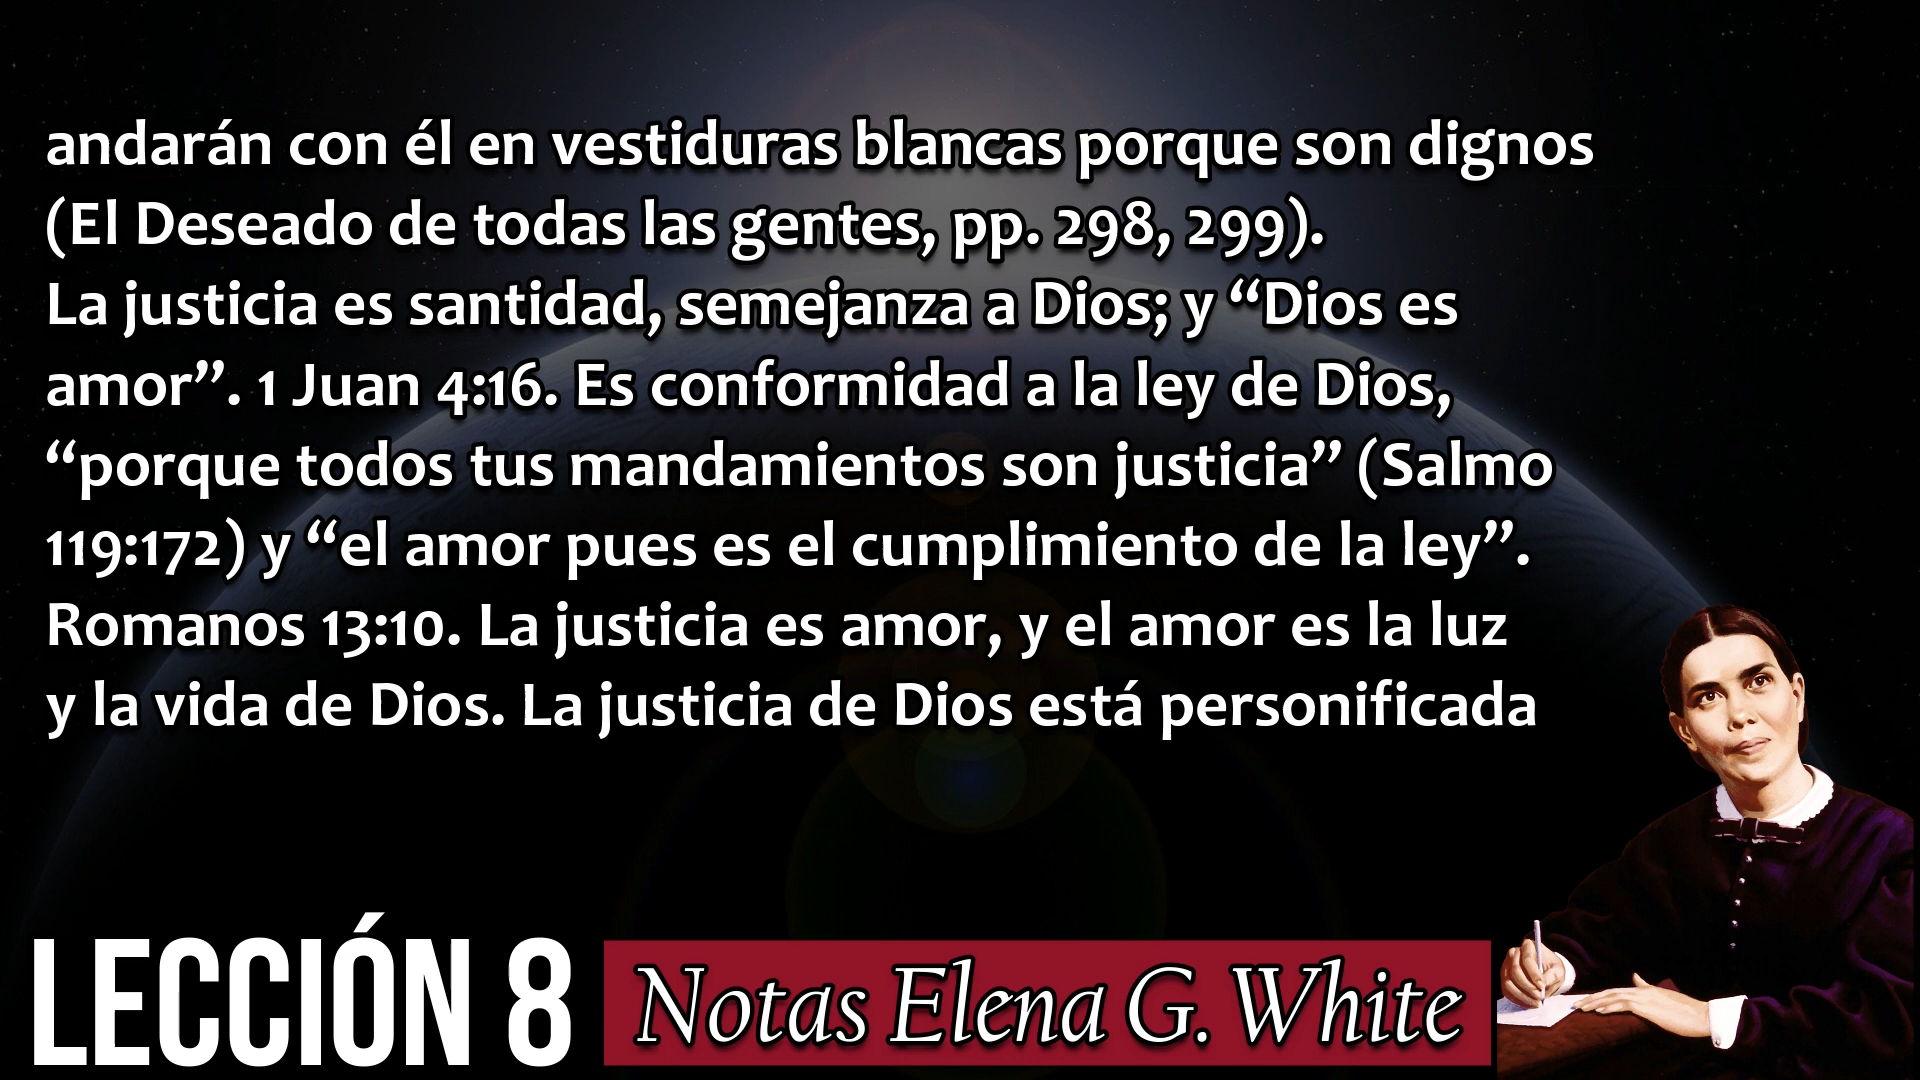 andarán con él en vestiduras blancas porque son dignos
(El Deseado de todas las gentes, pp. 298, 299).
La justicia es santidad, semejanza a Dios; y “Dios es
amor”. 1 Juan 4:16. Es conformidad a la ley de Dios,
“porque todos tus mandamientos son justicia” (Salmo
119:172) y “el amor pues es el cumplimiento de la ley”.
Romanos 13:10. La justicia es amor, y el amor es la luz
y la vida de Dios. La justicia de Dios está personificada
LECCIÓN 8
Notas Elena G. White